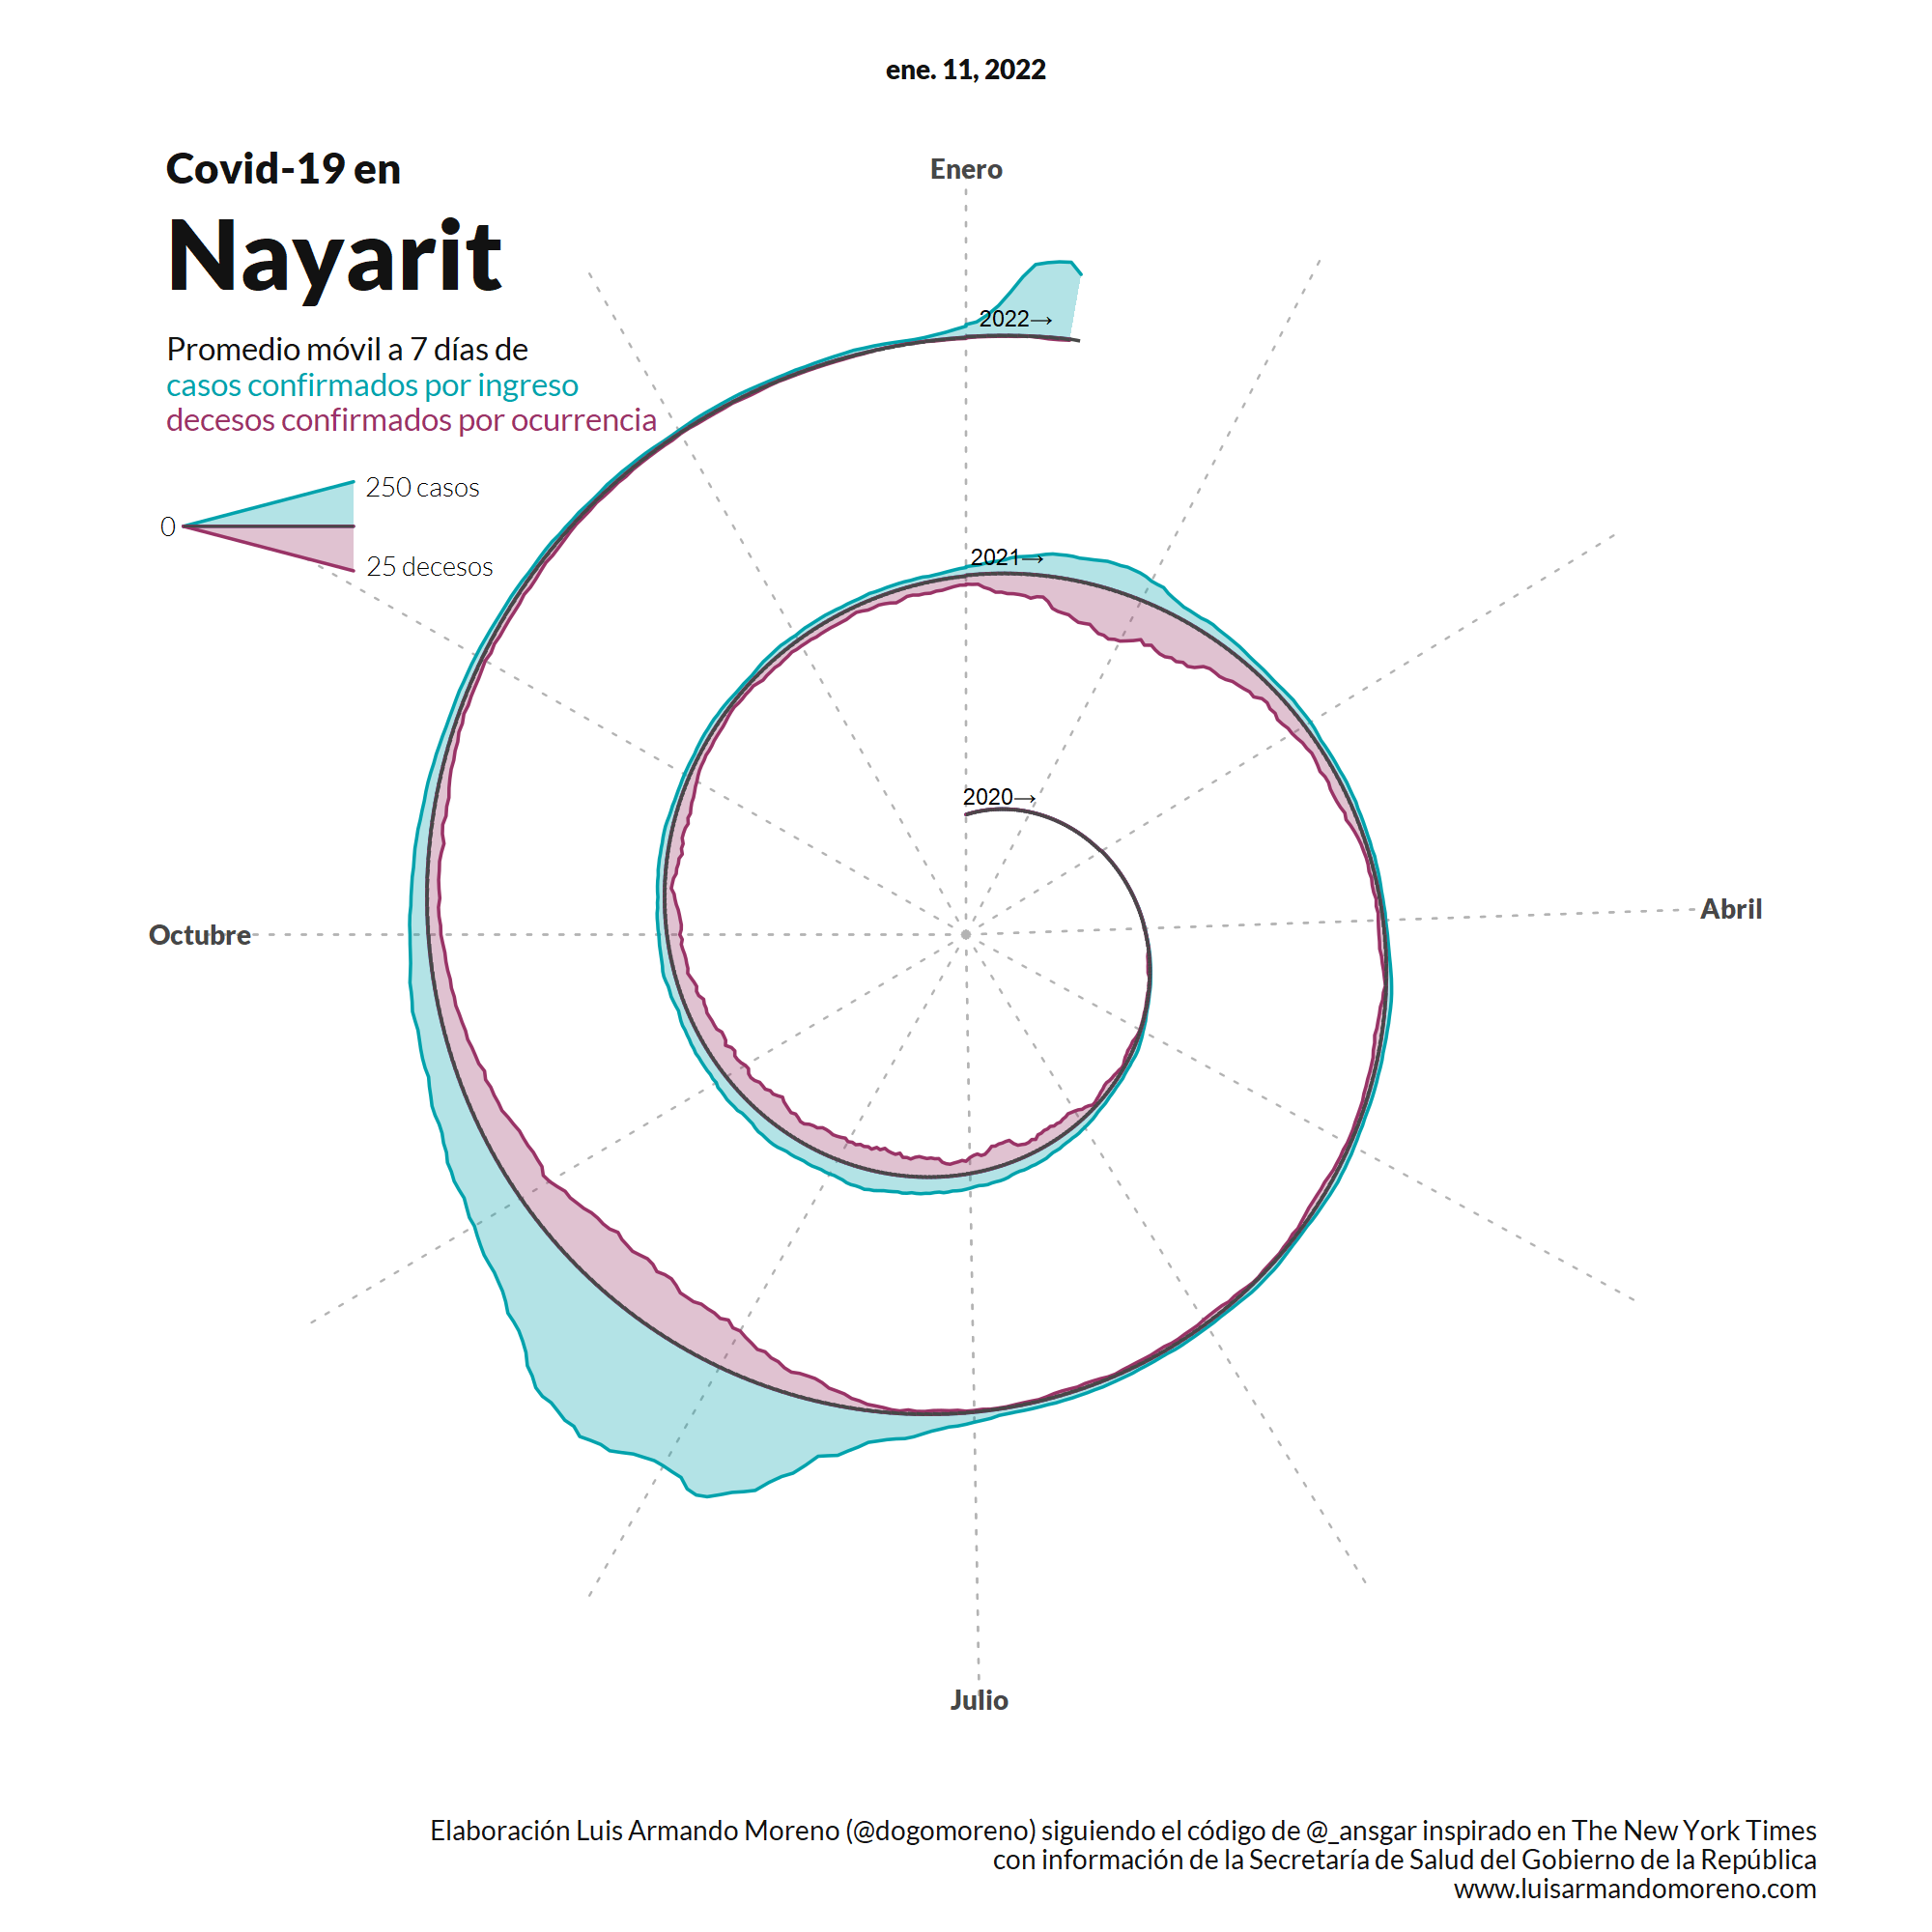 ene. 11, 2022
Covid-19 en
Nayarit
Promedio móvil a 7 días de
casos confirmados por ingreso
decesos confirmados por ocurrencia
250 casos
0
25 decesos
Enero
2022→
2021→
2020→
Abril
Octubre
Julio
Elaboración Luis Armando Moreno (@dogomoreno) siguiendo el código de @_ansgar inspirado en The New York Times
con información de la Secretaría de Salud del Gobierno de la República
www.luisarmandomoreno.com